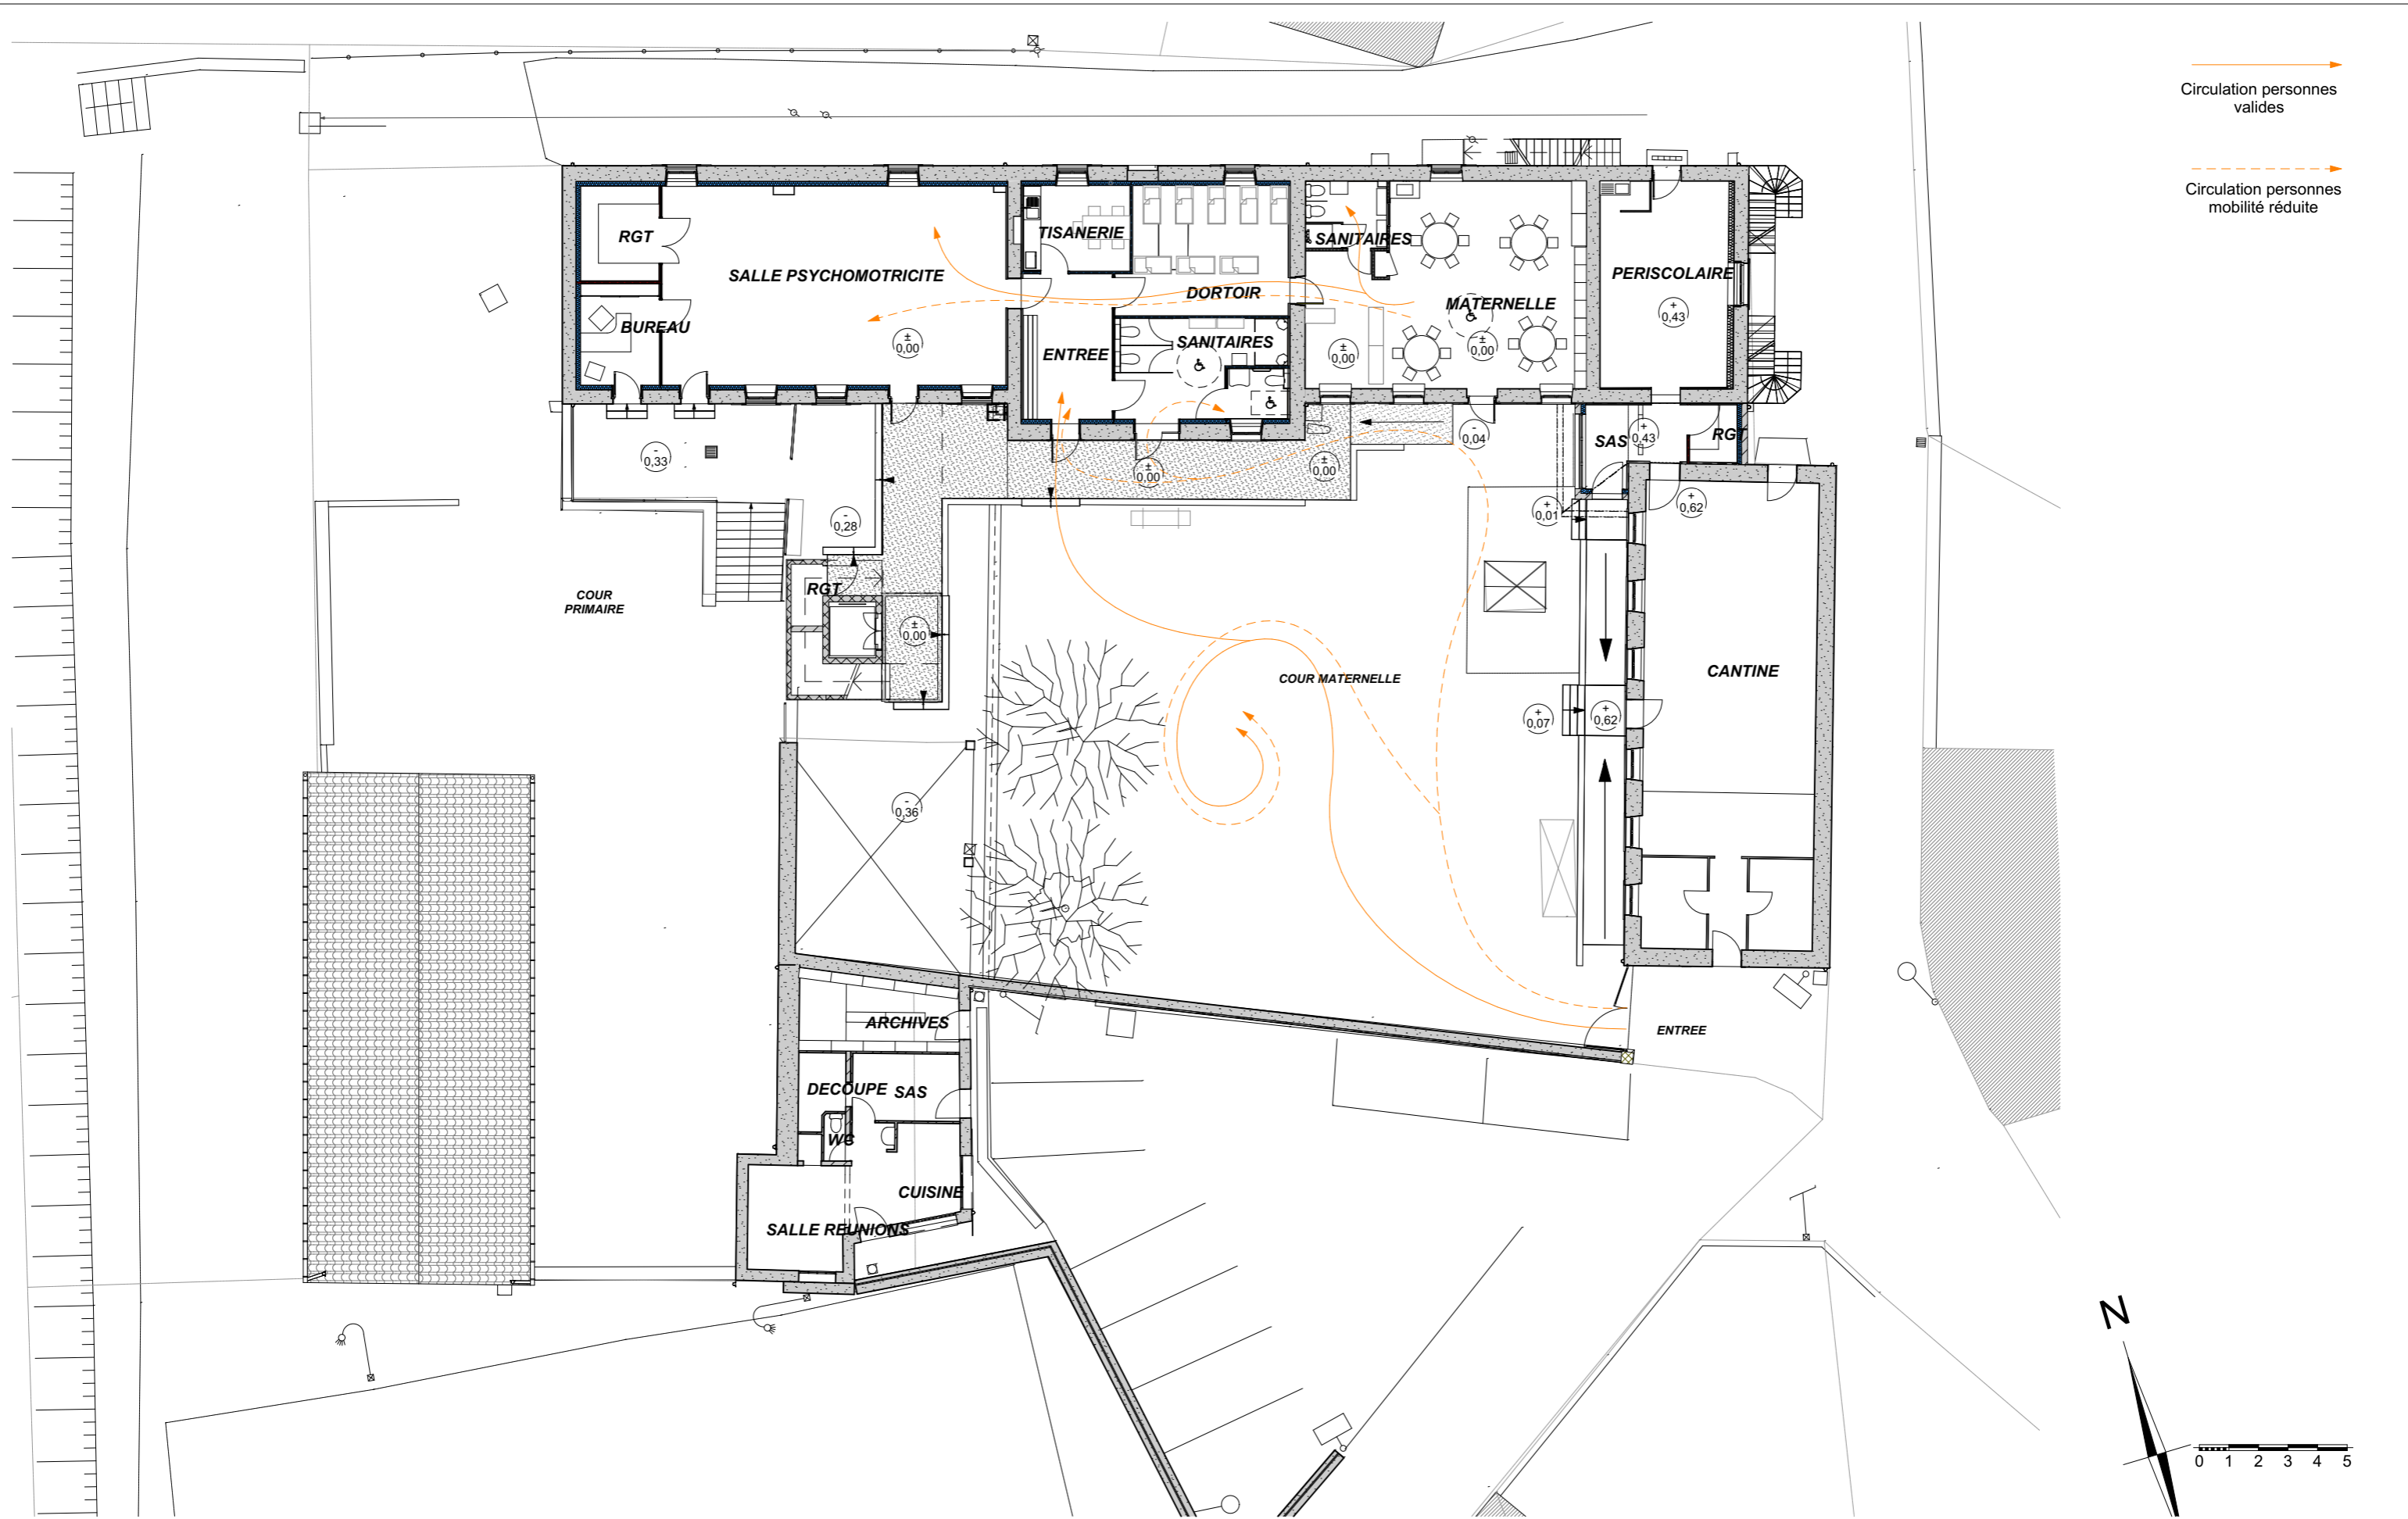 Circulation personnes
valides
Circulation personnes
mobilité réduite
RGT
TISANERIE
SANITAIRES
SALLE PSYCHOMOTRICITE
DORTOIR
MATERNELLE
PERISCOLAIRE
+
0,43
BUREAU
±
0,00
ENTREE
SANITAIRES
±
0,00
±
0,00
-
0,33
-
0,28
±
0,00
±
0,00
-
0,04
SAS
+
0,43
RGT
+
0,01
+
0,62
COUR
PRIMAIRE
RGT
±
0,00
COUR MATERNELLE
CANTINE
+
0,07
+
0,62
-
0,36
ARCHIVES
ENTREE
DECOUPE
SAS
WC
CUISINE
SALLE REUNIONS
N
0 1 2 3 4 5